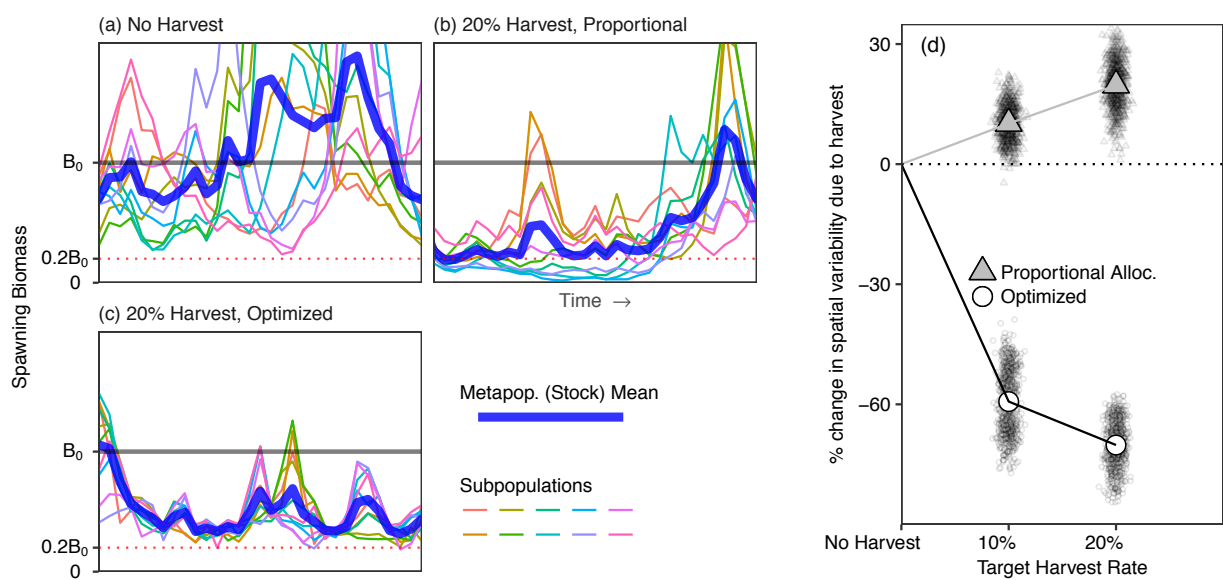 (a) No Harvest
(b) 20% Harvest, Proportional
B₀
0.2B₀
0
Time →
(c) 20% Harvest, Optimized
B₀
0.2B₀
0
Spawning Biomass
Metapop. (Stock) Mean
Subpopulations
(d)
30
0
−30
−60
% change in spatial variability due to harvest
Proportional Alloc.
Optimized
No Harvest
10%
20%
Target Harvest Rate